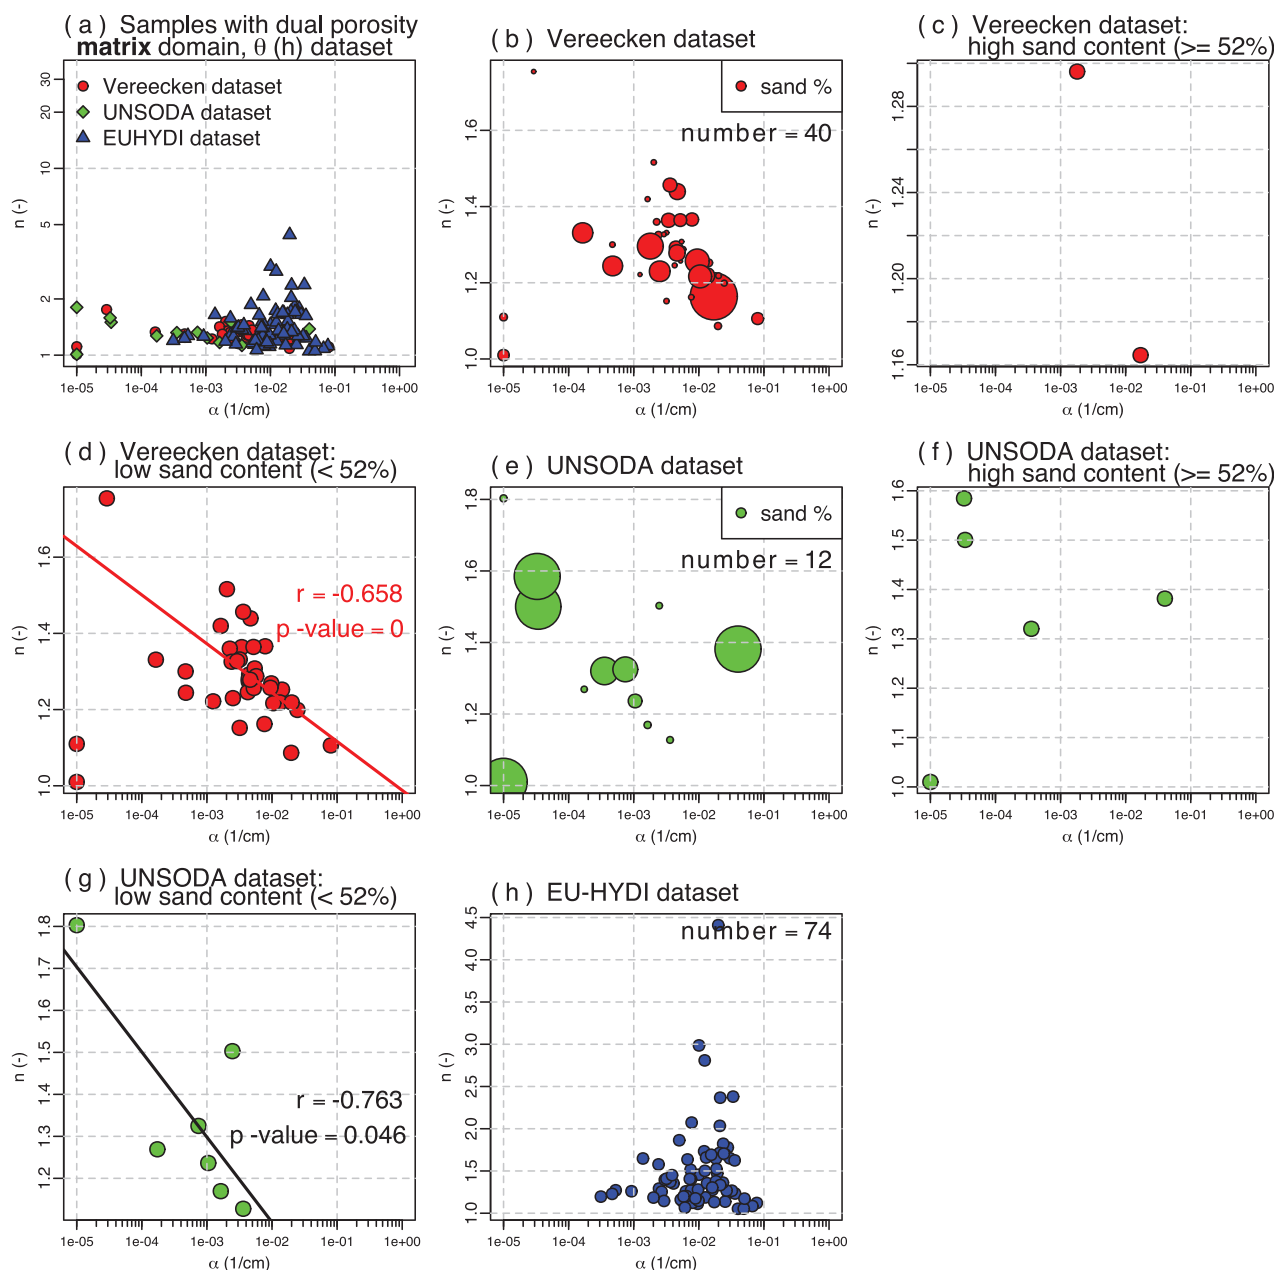 ( a ) Samples with dual porosity
matrix domain, θ (h) dataset
n (-)
30
20
10
5
2
1
Vereecken dataset
UNSODA dataset
EUHYDI dataset
1e-05 1e-04 1e-03 1e-02 1e-01 1e+00
α (1/cm)
( b ) Vereecken dataset
n (-)
1.6
1.4
1.2
1.0
sand %
number = 40
1e-05 1e-04 1e-03 1e-02 1e-01 1e+00
α (1/cm)
( c ) Vereecken dataset:
high sand content (>= 52%)
n (-)
1.28
1.24
1.20
1.16
1e-05 1e-04 1e-03 1e-02 1e-01 1e+00
α (1/cm)
( d ) Vereecken dataset:
low sand content (< 52%)
n (-)
1.6
1.4
1.2
1.0
r = -0.658
p -value = 0
1e-05 1e-04 1e-03 1e-02 1e-01 1e+00
α (1/cm)
( e ) UNSODA dataset
n (-)
1.8
1.6
1.4
1.2
1.0
sand %
number = 12
1e-05 1e-04 1e-03 1e-02 1e-01 1e+00
α (1/cm)
( f ) UNSODA dataset:
high sand content (>= 52%)
n (-)
1.6
1.5
1.4
1.3
1.2
1.1
1.0
1e-05 1e-04 1e-03 1e-02 1e-01 1e+00
α (1/cm)
( g ) UNSODA dataset:
low sand content (< 52%)
n (-)
1.8
1.7
1.6
1.5
1.4
1.3
1.2
r = -0.763
p -value = 0.046
1e-05 1e-04 1e-03 1e-02 1e-01 1e+00
α (1/cm)
( h ) EU-HYDI dataset
n (-)
4.5
4.0
3.5
3.0
2.5
2.0
1.5
1.0
number = 74
1e-05 1e-04 1e-03 1e-02 1e-01 1e+00
α (1/cm)